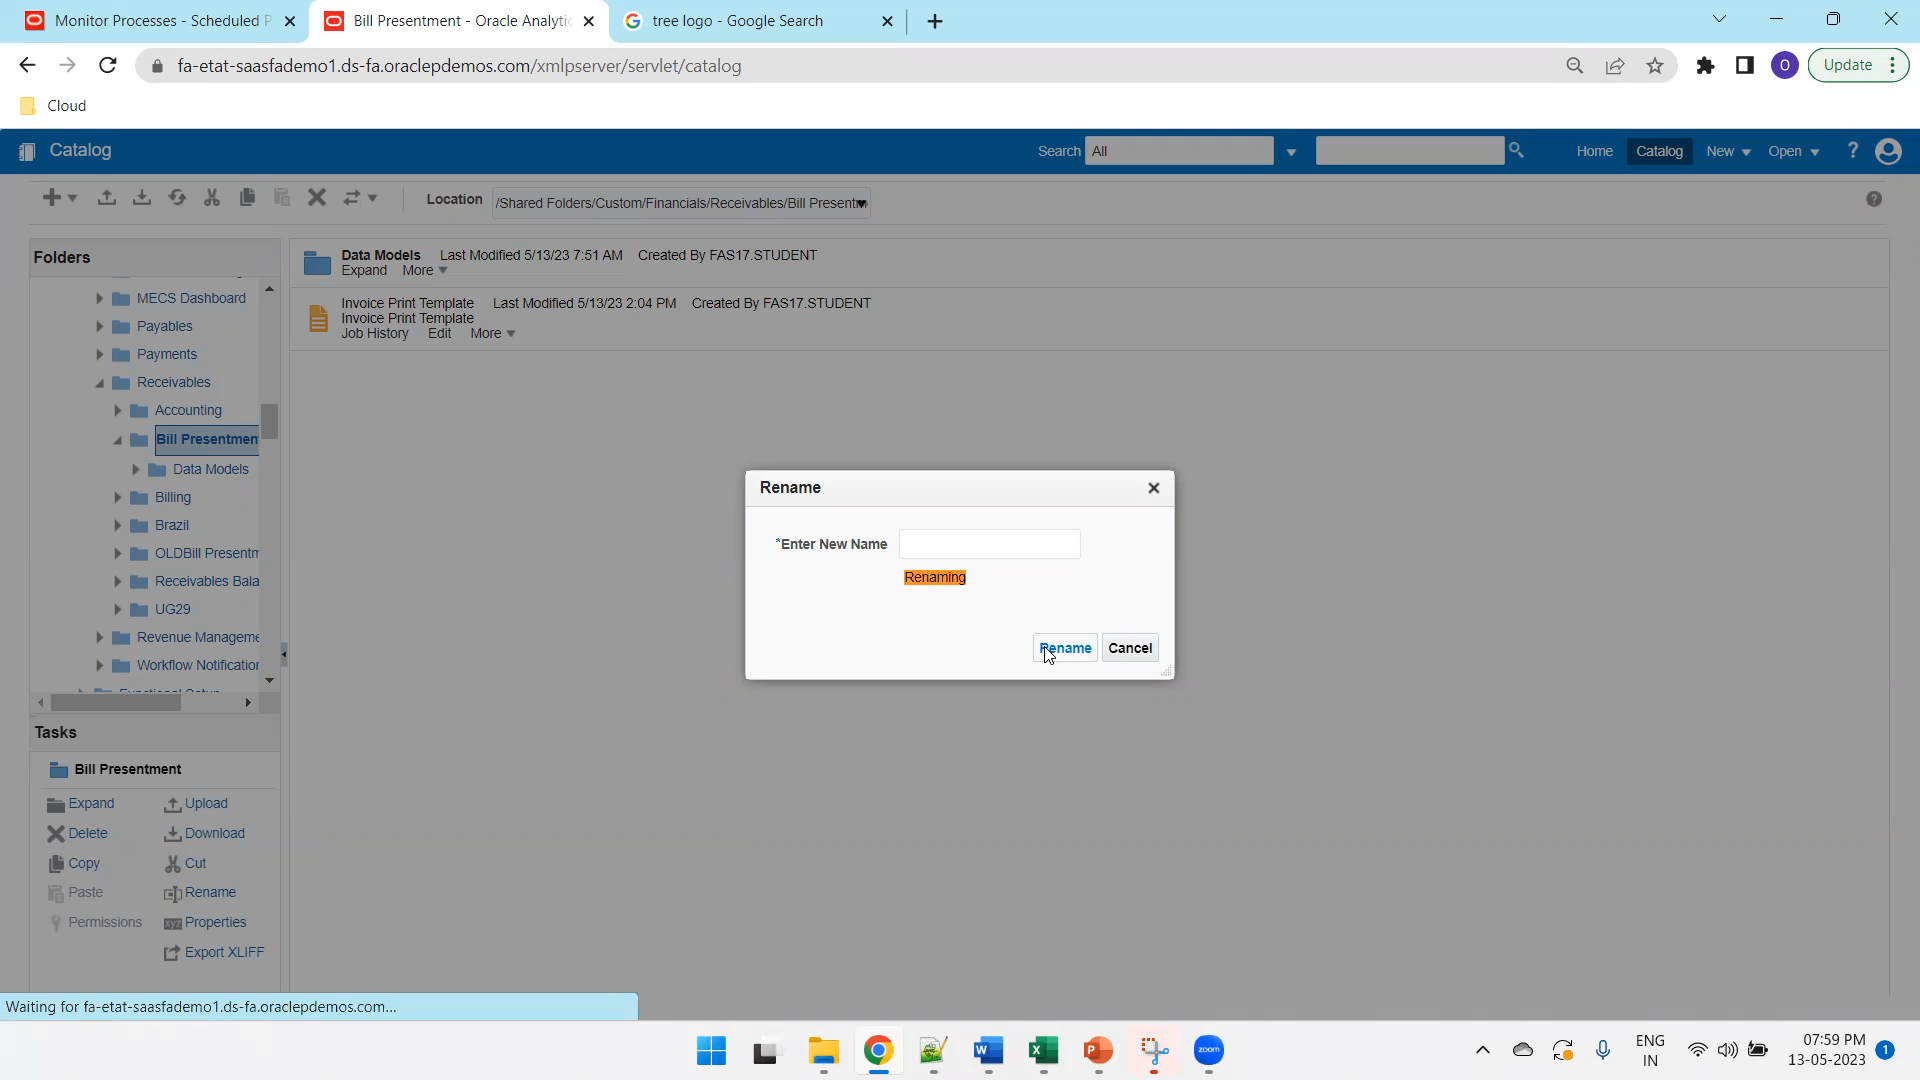 Monitor Processes - Scheduled P
Bill Presentment - Oracle Analytic
tree logo - Google Search
fa-etat-saasfademo1.ds-fa.oraclepdemos.com/xmlpserver/servlet/catalog
O
Update
Cloud
Catalog
Search
All
Home
Catalog
New
Open
?
Location
/Shared Folders/Custom/Financials/Receivables/Bill Presentm
Folders
MECS Dashboard
Payables
Payments
Receivables
Accounting
Bill Presentmen
Data Models
Billing
Brazil
OLDBill Presentm
Receivables Bala
UG29
Revenue Manageme
Workflow Notification
Functional Setup
Data Models Last Modified 5/13/23 7:51 AM Created By FAS17.STUDENT
Expand More
Invoice Print Template Last Modified 5/13/23 2:04 PM Created By FAS17.STUDENT
Invoice Print Template
Job History Edit More
Rename
*Enter New Name
Renaming
Rename Cancel
Tasks
Bill Presentment
Expand Upload
Delete Download
Copy Cut
Paste Rename
Permissions xyz Properties
Export XLIFF
Waiting for fa-etat-saasfademo1.ds-fa.oraclepdemos.com...
zoom
ENG
IN
07:59 PM
13-05-2023
1